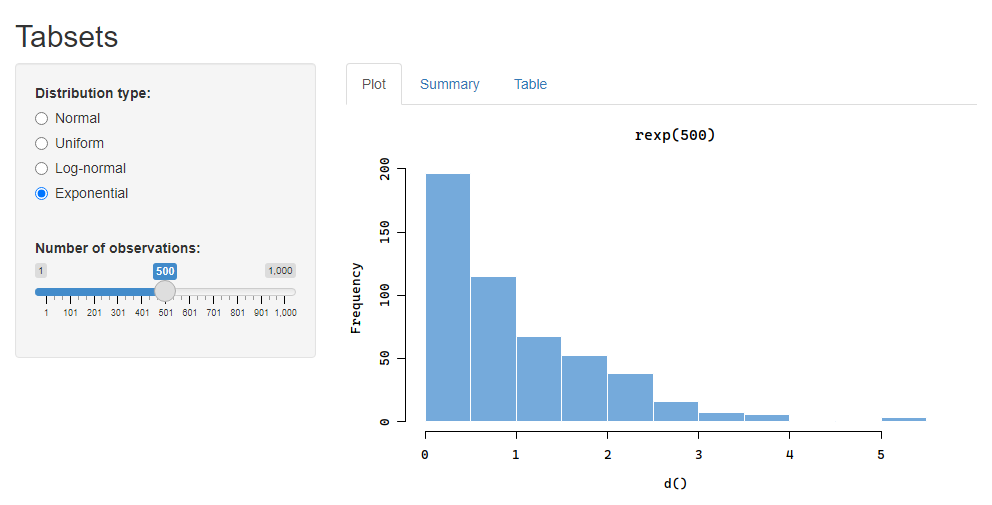 Tabsets
Distribution type:
Normal
Uniform
Log-normal
Exponential
Number of observations:
1 500 1,000
1 101 201 301 401 501 601 701 801 901 1,000
Plot Summary Table
rexp(500)
Frequency
200
150
100
50
0
0 1 2 3 4 5
d()